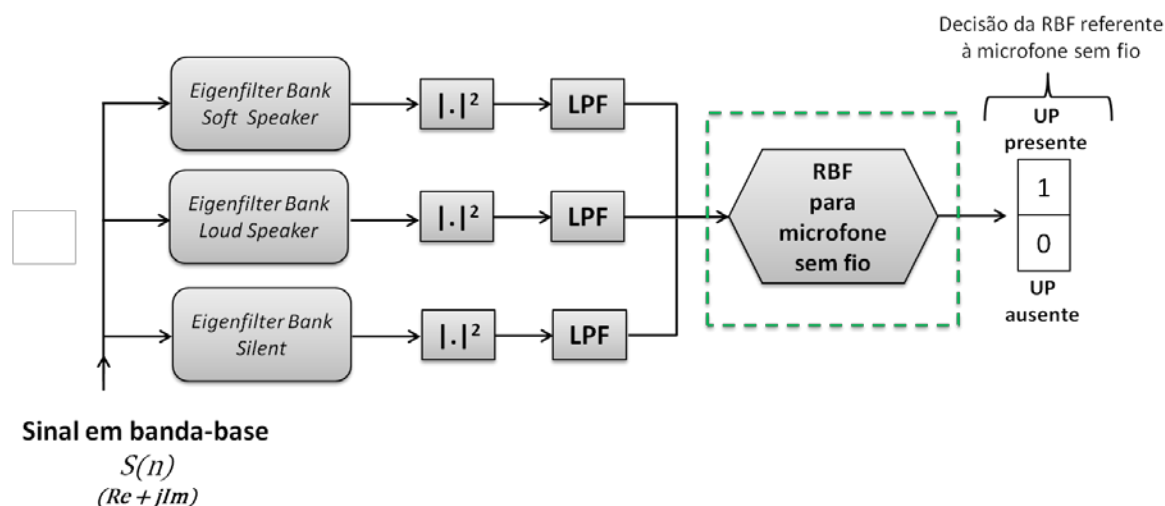 Decisão da RBF referente
à microfone sem fio
UP
presente
Eigenfilter Bank
Soft Speaker
|.|²
LPF
Eigenfilter Bank
Loud Speaker
|.|²
LPF
RBF
para
microfone
sem fio
1
0
UP
ausente
Eigenfilter Bank
Silent
|.|²
LPF
Sinal em banda-base
S(n)
(Re + jIm)